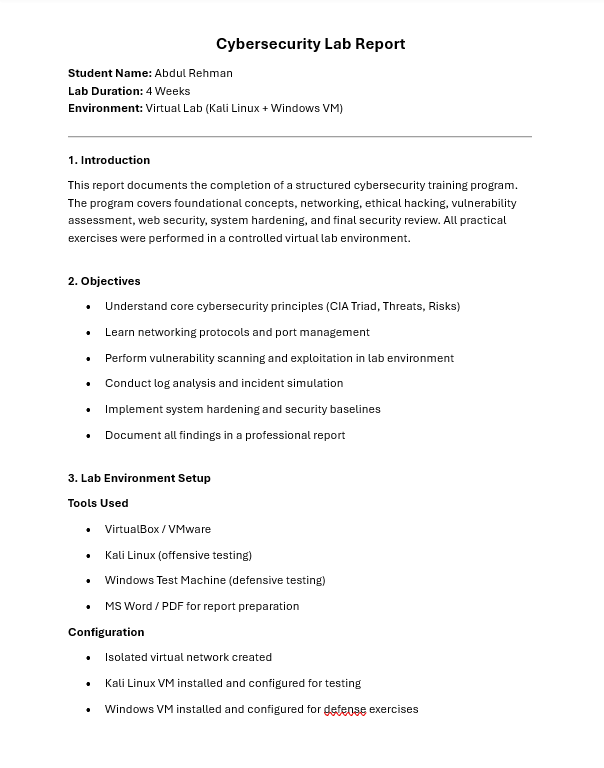 Cybersecurity Lab Report
Student Name: Abdul Rehman
Lab Duration: 4 Weeks
Environment: Virtual Lab (Kali Linux + Windows VM)
1. Introduction
This report documents the completion of a structured cybersecurity training program.
The program covers foundational concepts, networking, ethical hacking, vulnerability
assessment, web security, system hardening, and final security review. All practical
exercises were performed in a controlled virtual lab environment.
2. Objectives
• Understand core cybersecurity principles (CIA Triad, Threats, Risks)
• Learn networking protocols and port management
• Perform vulnerability scanning and exploitation in lab environment
• Conduct log analysis and incident simulation
• Implement system hardening and security baselines
• Document all findings in a professional report
3. Lab Environment Setup
Tools Used
• VirtualBox / VMware
• Kali Linux (offensive testing)
• Windows Test Machine (defensive testing)
• MS Word / PDF for report preparation
Configuration
• Isolated virtual network created
• Kali Linux VM installed and configured for testing
• Windows VM installed and configured for defense exercises